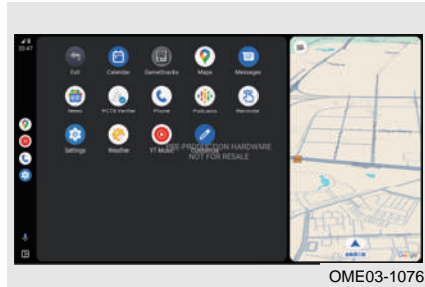 20:47
Exit
Calendar
GameSnacks
Maps
Messages
News
Phone
Podcasts
Reminder
Settings
Weather
YT Music
PRE-PRODUCTION HARDWARE
NOT FOR RESALE
Google
OME03-1076